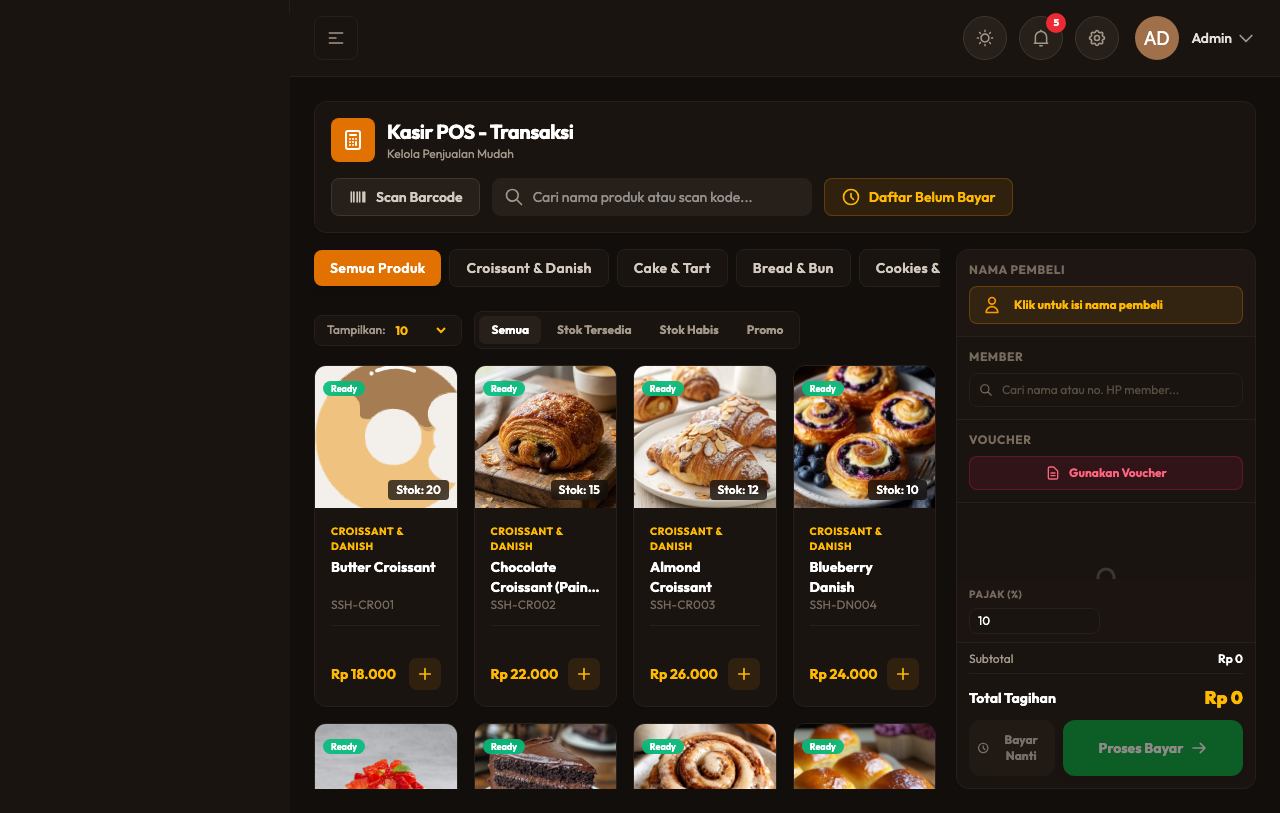 5
AD
Admin
Kasir POS - Transaksi
Kelola Penjualan Mudah
Scan Barcode
Cari nama produk atau scan kode...
Daftar Belum Bayar
Semua Produk
Croissant & Danish
Cake & Tart
Bread & Bun
Cookies &
Tampilkan:
10
Semua
Stok Tersedia
Stok Habis
Promo
Ready
Stok: 20
CROISSANT &
DANISH
Butter Croissant
SSH-CR001
Rp 18.000
Ready
Stok: 15
CROISSANT &
DANISH
Chocolate
Croissant (Pain...
SSH-CR002
Rp 22.000
Ready
Stok: 12
CROISSANT &
DANISH
Almond
Croissant
SSH-CR003
Rp 26.000
Ready
Stok: 10
CROISSANT &
DANISH
Blueberry
Danish
SSH-DN004
Rp 24.000
Ready
Ready
Ready
Ready
NAMA PEMBELI
Klik untuk isi nama pembeli
MEMBER
Cari nama atau no. HP member...
VOUCHER
Gunakan Voucher
PAJAK (%)
10
Subtotal
Rp 0
Total Tagihan
Rp 0
Bayar
Nanti
Proses Bayar